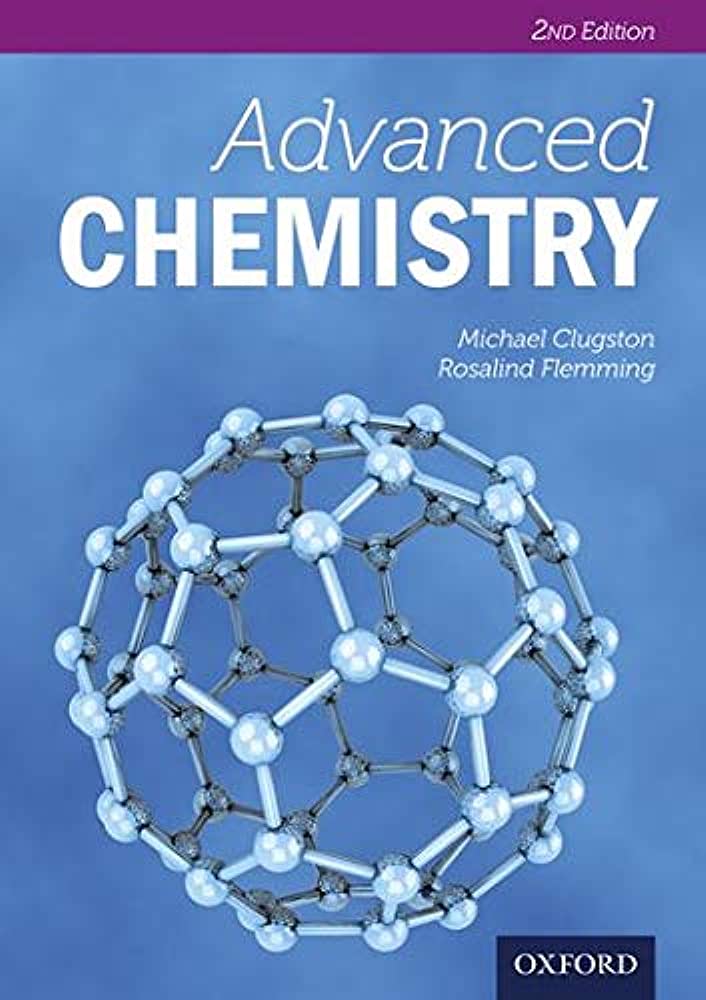 2ND Edition
Advanced
CHEMISTRY
Michael Clugston
Rosalind Flemming
OXFORD